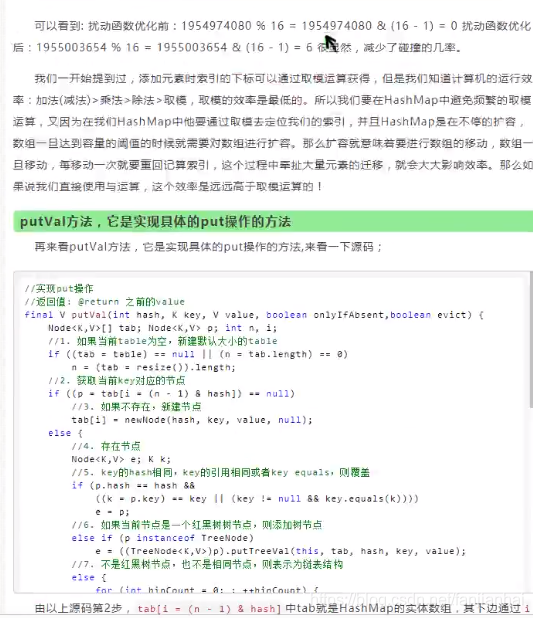 可以看到: 扰动函数优化前：1954974080 % 16 = 1954974080 & (16 - 1) = 0 扰动函数优化
后：1955003654 % 16 = 1955003654 & (16 - 1) = 6 很显然，减少了碰撞的几率。
我们一开始提到过，添加元素时索引的下标可以通过取模运算获得，但是我们知道计算机的运行效
率：加法(减法)>乘法>除法>取模，取模的效率是最低的。所以我们要在HashMap中避免频繁的取模
运算，又因为在我们HashMap中他要通过取模去定位我们的索引，并且HashMap是在不停的扩容，
数组一旦达到容量的阈值的时候就需要对数组进行扩容。那么扩容就意味着要进行数组的移动，数组一
旦移动，每移动一次就要重回记算索引，这个过程中牵扯大量元素的迁移，就会大大影响效率。那么如
果说我们直接使用与运算，这个效率是远远高于取模运算的！
putVal方法，它是实现具体的put操作的方法
再来看putVal方法，它是实现具体的put操作的方法,来看一下源码；
//实现put操作
//返回值: @return 之前的value
final V putVal(int hash, K key, V value, boolean onlyIfAbsent,boolean evict) {
Node<K,V>[] tab; Node<K,V> p; int n, i;
//1. 如果当前table为空，新建默认大小的table
if ((tab = table) == null || (n = tab.length) == 0)
n = (tab = resize()).length;
//2. 获取当前key对应的节点
if ((p = tab[i = (n - 1) & hash]) == null)
//3. 如果不存在，新建节点
tab[i] = newNode(hash, key, value, null);
else {
//4. 存在节点
Node<K,V> e; K k;
//5. key的hash相同，key的引用相同或者key equals，则覆盖
if (p.hash == hash &&
((k = p.key) == key || (key != null && key.equals(k))))
e = p;
//6. 如果当前节点是一个红黑树树节点，则添加树节点
else if (p instanceof TreeNode)
e = ((TreeNode<K,V>)p).putTreeVal(this, tab, hash, key, value);
//7. 不是红黑树节点，也不是相同节点，则表示为链表结构
else {
for (int binCount = 0; ; ++binCount) {
由以上源码第2步，tab[i = (n - 1) & hash] 中tab就是HashMap的实体数组，其下边通过 i